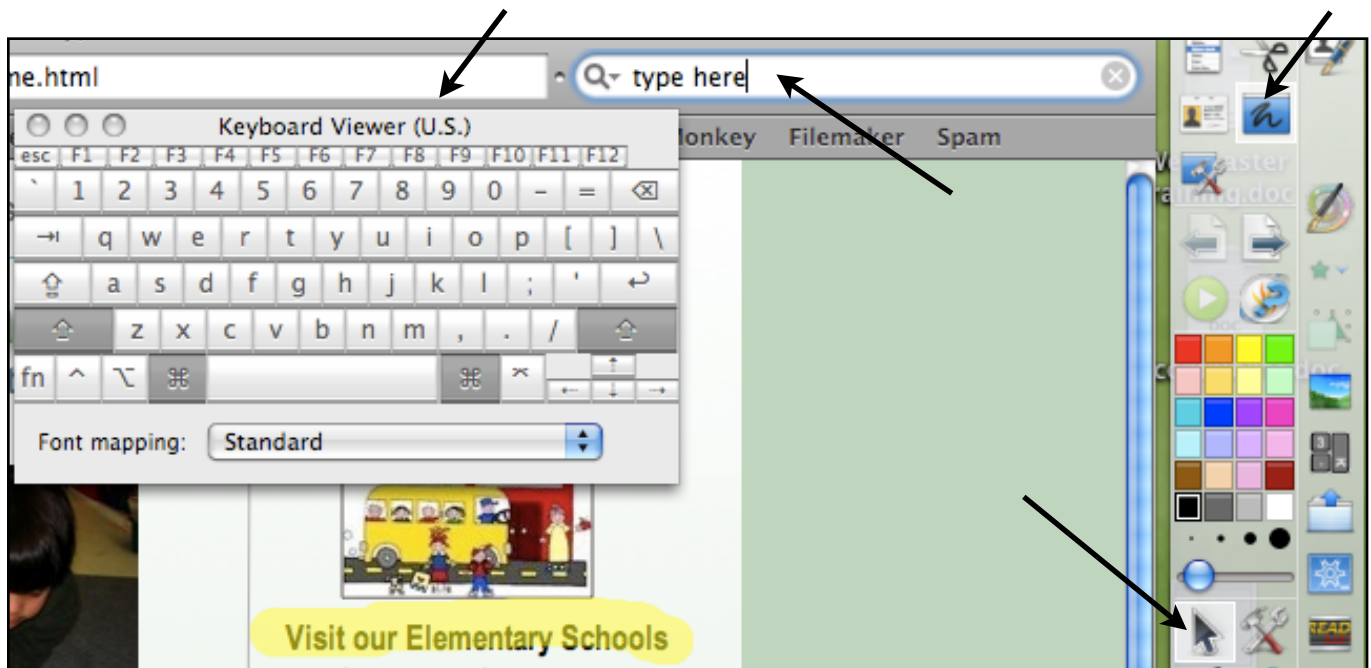 ne.html
type here
Keyboard Viewer (U.S.)
Monkey Filemaker Spam
esc F1 F2 F3 F4 F5 F6 F7 F8 F9 F10 F11 F12
` 1 2 3 4 5 6 7 8 9 0 - = ⌫
q w e r t y u i o p [ ] \
a s d f g h j k l ; '
z x c v b n m , . /
fn ^ ⌥ ⌘ ⌘
Font mapping: Standard
Visit our Elementary Schools
READ